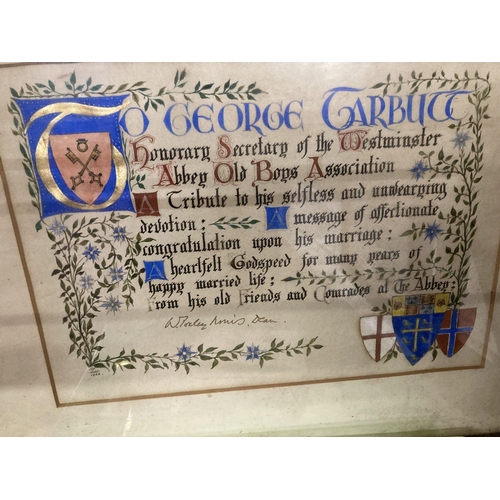 To George Tarbutt
Honorary Secretary of the Westminster
Abbey Old Boys Association
A Tribute to his selfless and unwearying
devotion: A message of affectionate
congratulation upon his marriage:
A heartfelt Godspeed for many years of
happy married life:
From his old Friends and Comrades at the Abbey:
Dean.